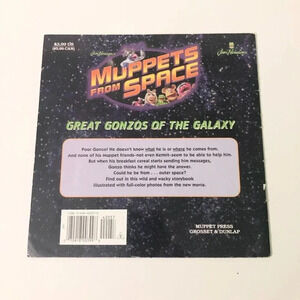 $3.99 US
Jim Henson's
Jim Henson
MUPPETS
FROM SPACE
GREAT GONZOS OF THE GALAXY
Poor Gonzo! He doesn't know what he is or where he comes from.
And none of his Muppet friends–not even Kermit–seem to be able to help him.
But when his breakfast cereal starts sending him messages,
Gonzo thinks he might have the answer.
Could he be from . . . outer space?
Find out in this wild and wacky storybook
illustrated with full-color photos from the new movie.
MUPPET PRESS
GROSSET & DUNLAP